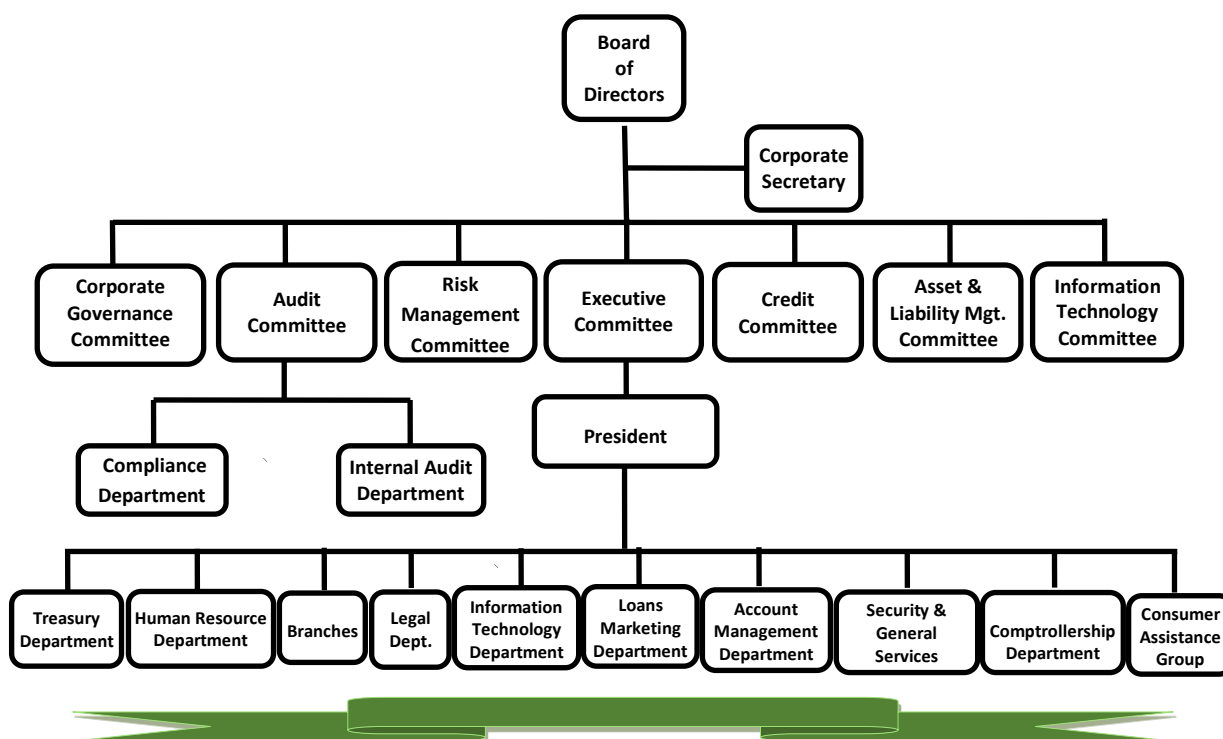 Board
of
Directors
Corporate
Secretary
Corporate
Governance
Committee
Audit
Committee
Risk
Management
Committee
Executive
Committee
Credit
Committee
Asset &
Liability Mgt.
Committee
Information
Technology
Committee
President
Compliance
Department
Internal Audit
Department
Treasury
Department
Human Resource
Department
Branches
Legal
Dept.
Information
Technology
Department
Loans
Marketing
Department
Account
Management
Department
Security &
General
Services
Comptrollership
Department
Consumer
Assistance
Group